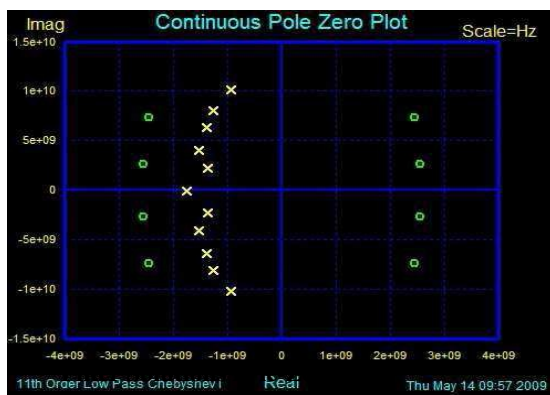 Continuous Pole Zero Plot
Imag
Scale=Hz
1.5e+10
1e+10
5e+09
0
-5e+09
-1e+10
-1.5e+10
-4e+09 -3e+09 -2e+09 -1e+09 0 1e+09 2e+09 3e+09 4e+09
11th Order Low Pass Chebyshev I Real Thu May 14 09:57 2009